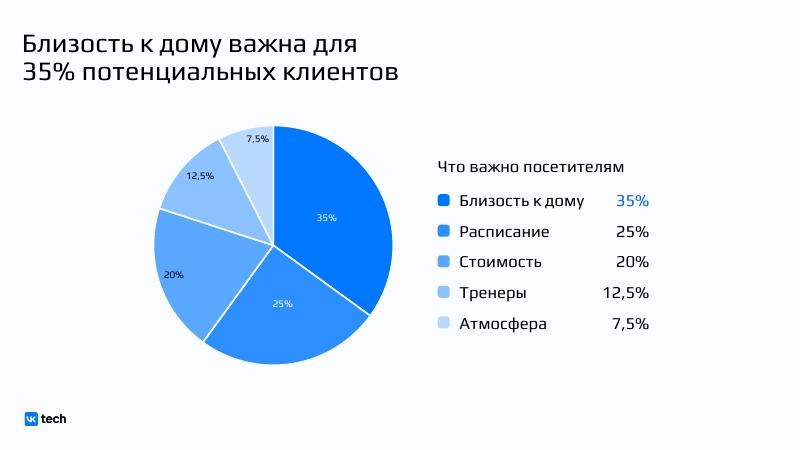 Близость к дому важна для
35% потенциальных клиентов
7,5%
12,5%
35%
20%
25%
Что важно посетителям
Близость к дому 35%
Расписание 25%
Стоимость 20%
Тренеры 12,5%
Атмосфера 7,5%
VK tech